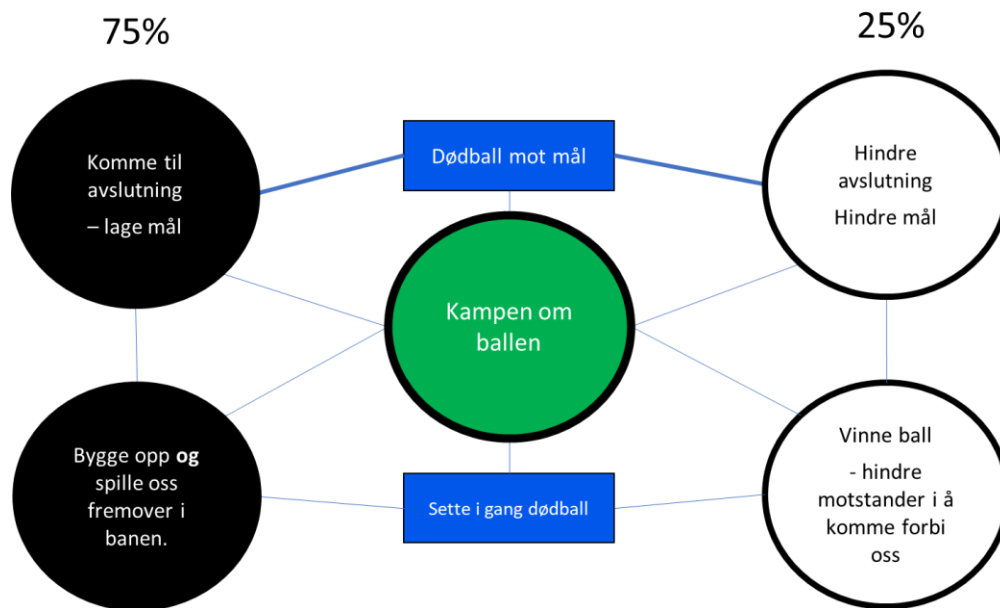 75%
25%
Komme til
avslutning
– lage mål
Dødball mot mål
Hindre
avslutning
Hindre mål
Kampen om
ballen
Bygge opp og
spille oss
fremover i
banen.
Sette i gang dødball
Vinne ball
- hindre
motstander i å
komme forbi
oss